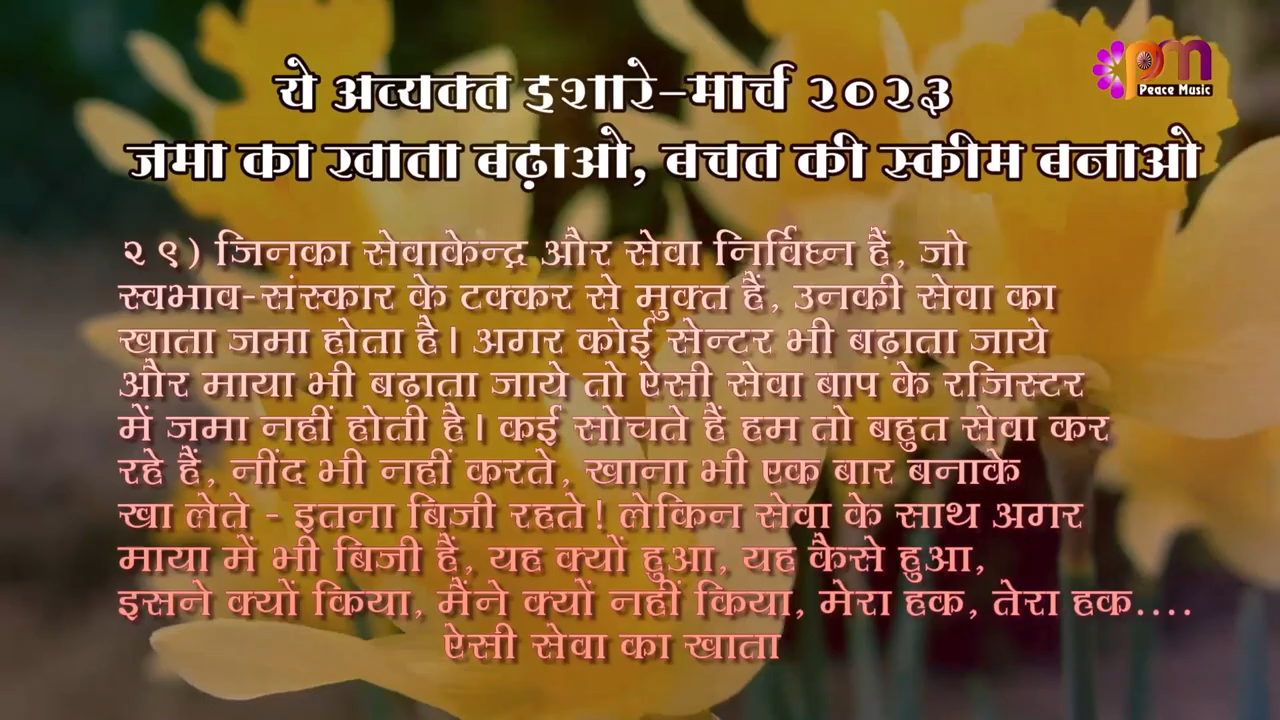 ये अव्यक्त इशारे-मार्च २०२३
जमा का खाता बढ़ाओ, बचत की स्कीम बनाओ
pm
Peace Music
२९) जिनका सेवाकेन्द्र और सेवा निर्विघ्न हैं, जो
स्वभाव-संस्कार के टक्कर से मुक्त हैं, उनकी सेवा का
खाता जमा होता है। अगर कोई सेन्टर भी बढ़ाता जाये
और माया भी बढ़ाता जाये तो ऐसी सेवा बाप के रजिस्टर
में जमा नहीं होती है। कई सोचते हैं हम तो बहुत सेवा कर
रहे हैं, नींद भी नहीं करते, खाना भी एक बार बनाके
खा लेते - इतना बिजी रहते! लेकिन सेवा के साथ अगर
माया में भी बिजी हैं, यह क्यों हुआ, यह कैसे हुआ,
इसने क्यों किया, मैंने क्यों नहीं किया, मेरा हक, तेरा हक....
ऐसी सेवा का खाता